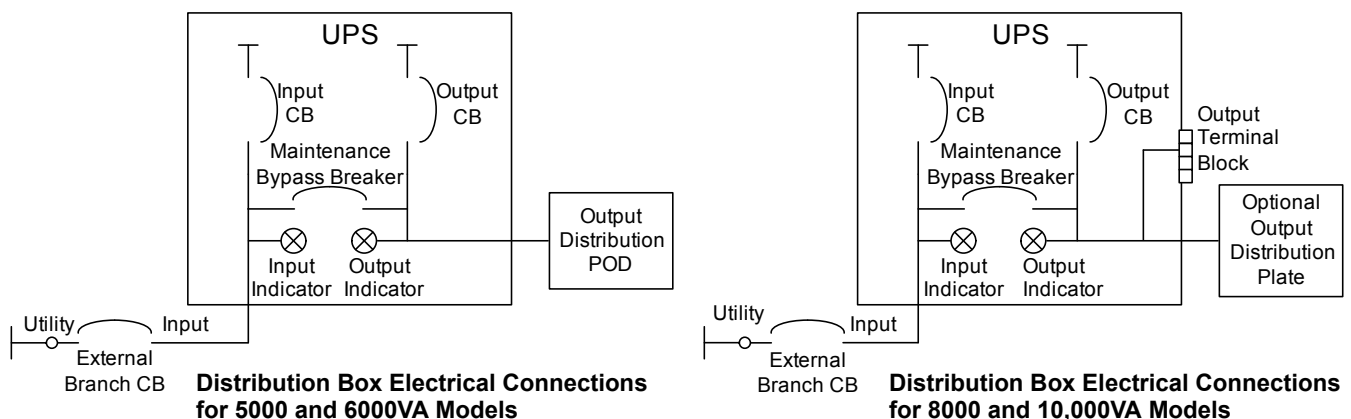 UPS
Input
CB
Output
CB
Maintenance
Bypass Breaker
Input
Indicator
Output
Indicator
Output
Distribution
POD
Utility
Input
External
Branch CB
Distribution Box Electrical Connections
for 5000 and 6000VA Models
UPS
Input
CB
Output
CB
Output
Terminal
Block
Maintenance
Bypass Breaker
Input
Indicator
Output
Indicator
Optional
Output
Distribution
Plate
Utility
Input
External
Branch CB
Distribution Box Electrical Connections
for 8000 and 10,000VA Models